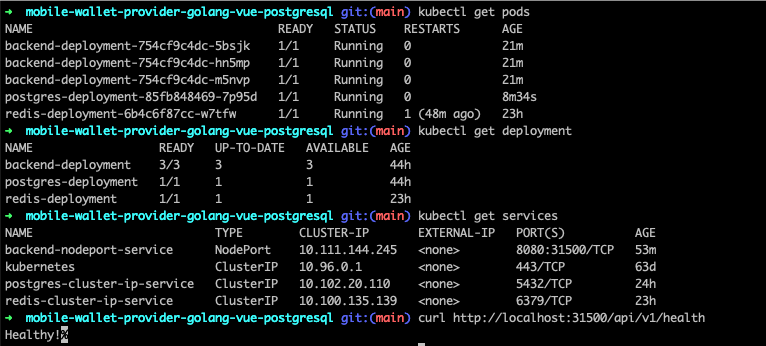 ➜  mobile-wallet-provider-golang-vue-postgresql git:(main) kubectl get pods
NAME                                   READY   STATUS    RESTARTS      AGE
backend-deployment-754cf9c4dc-5bsjk    1/1     Running   0             21m
backend-deployment-754cf9c4dc-hn5mp    1/1     Running   0             21m
backend-deployment-754cf9c4dc-m5nvp    1/1     Running   0             21m
postgres-deployment-85fb848469-7p95d   1/1     Running   0             8m34s
redis-deployment-6b4c6f87cc-w7tfw      1/1     Running   1 (48m ago)   23h
➜  mobile-wallet-provider-golang-vue-postgresql git:(main) kubectl get deployment
NAME                  READY   UP-TO-DATE   AVAILABLE   AGE
backend-deployment    3/3     3            3           44h
postgres-deployment   1/1     1            1           44h
redis-deployment      1/1     1            1           23h
➜  mobile-wallet-provider-golang-vue-postgresql git:(main) kubectl get services
NAME                          TYPE        CLUSTER-IP       EXTERNAL-IP   PORT(S)          AGE
backend-nodeport-service      NodePort    10.111.144.245   <none>        8080:31500/TCP   53m
kubernetes                    ClusterIP   10.96.0.1        <none>        443/TCP          63d
postgres-cluster-ip-service   ClusterIP   10.102.20.110    <none>        5432/TCP         24h
redis-cluster-ip-service      ClusterIP   10.100.135.139   <none>        6379/TCP         23h
➜  mobile-wallet-provider-golang-vue-postgresql git:(main) curl http://localhost:31500/api/v1/health
Healthy!%